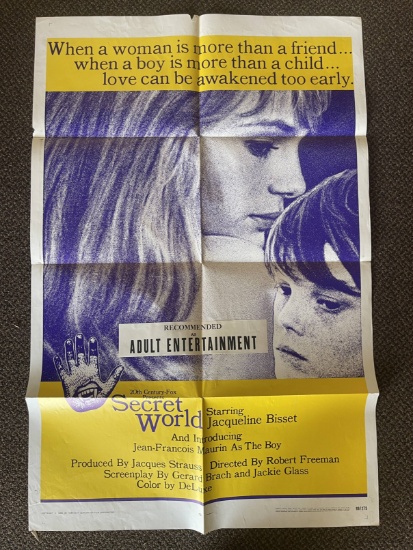 When a woman is more than a friend...
when a boy is more than a child...
love can be awakened too early.
RECOMMENDED
AS
ADULT ENTERTAINMENT
20th Century-Fox
Secret
World
Starring
Jacqueline Bisset
And Introducing
Jean-Francois Maurin As The Boy
Produced By Jacques Strauss Directed By Robert Freeman
Screenplay By Gerard Brach and Jackie Glass
Color by DeLuxe